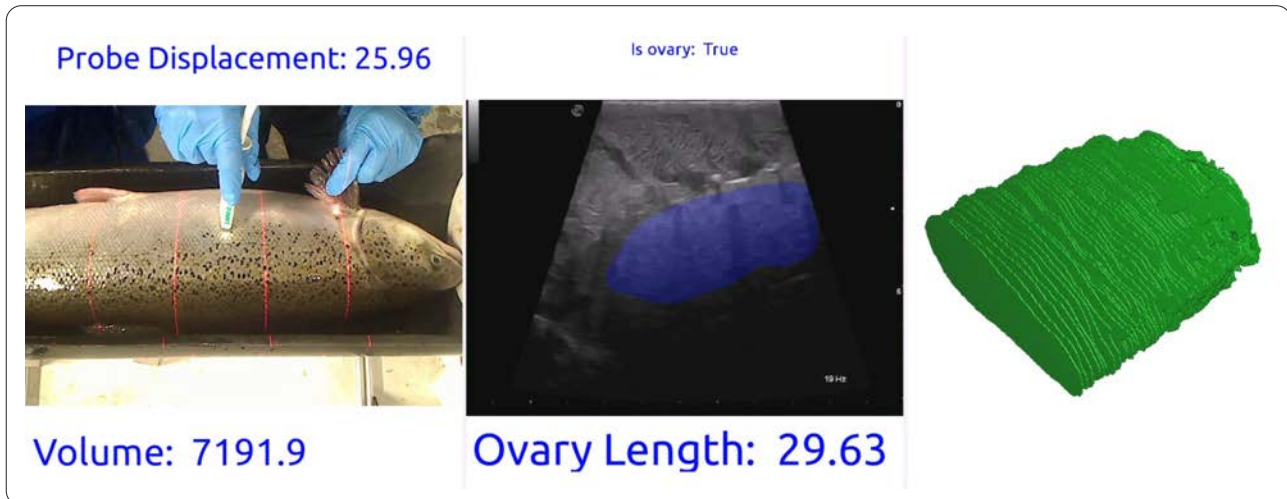 Probe Displacement: 25.96
Is ovary: True
19 Hz
Volume: 7191.9
Ovary Length: 29.63